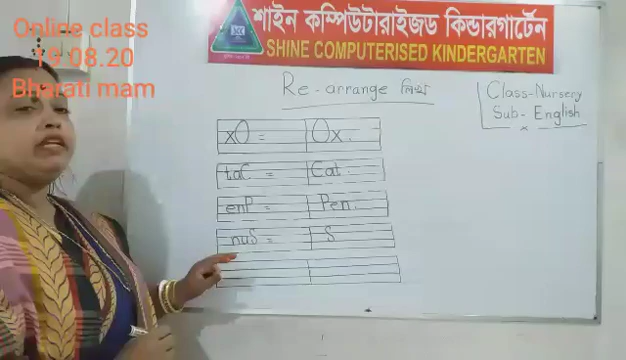 Online class
19.08.20
Bharati mam
শাইন কম্পিউটারাইজড কিন্ডারগার্টেন
SHINE COMPUTERISED KINDERGARTEN
Re-arrange লিখ
Class-Nursery
Sub- English
xO = Ox.
taC = Cat.
enP = Pen.
nuS = S